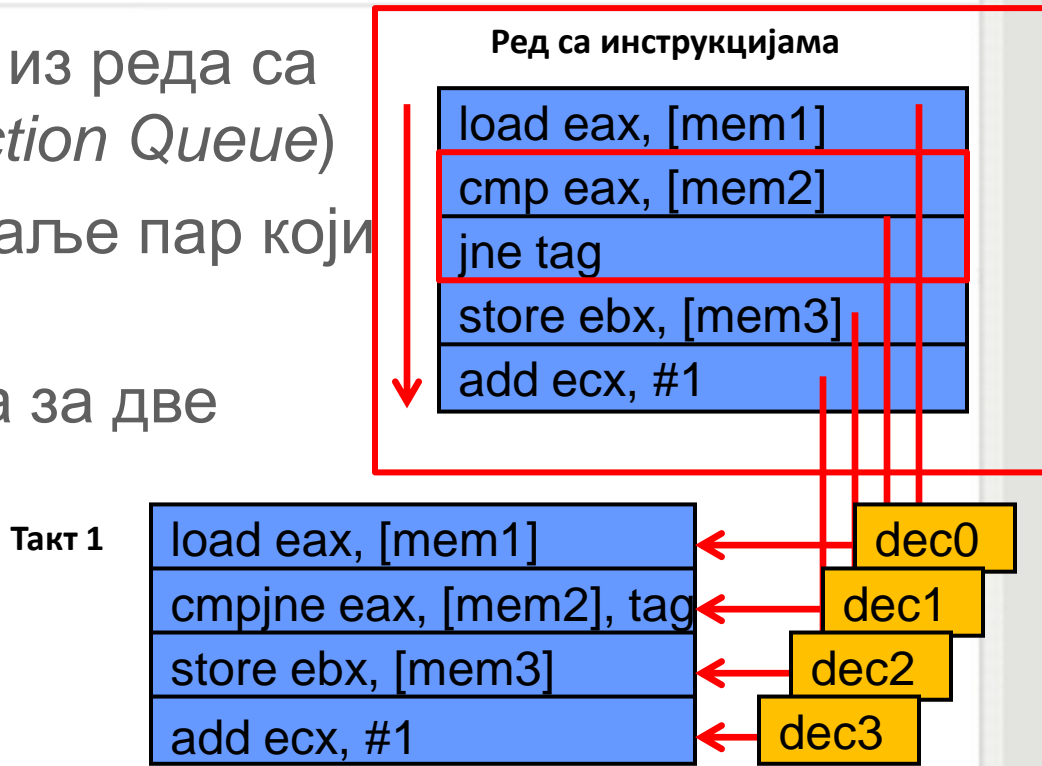 из реда са
ction Queue)
аље пар који
а за две
Ред са инструкцијама
load eax, [mem1]
cmp eax, [mem2]
jne tag
store ebx, [mem3]
add ecx, #1
Такт 1
load eax, [mem1]
dec0
cmpjne eax, [mem2], tag
dec1
store ebx, [mem3]
dec2
add ecx, #1
dec3